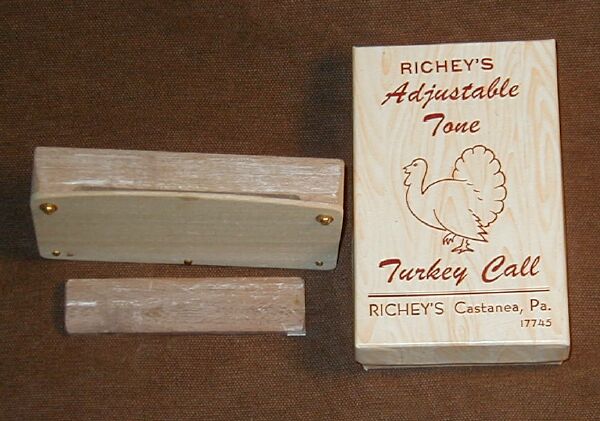 RICHEY'S
Adjustable
Tone
Turkey Call
RICHEY'S Castanea, Pa.
17745